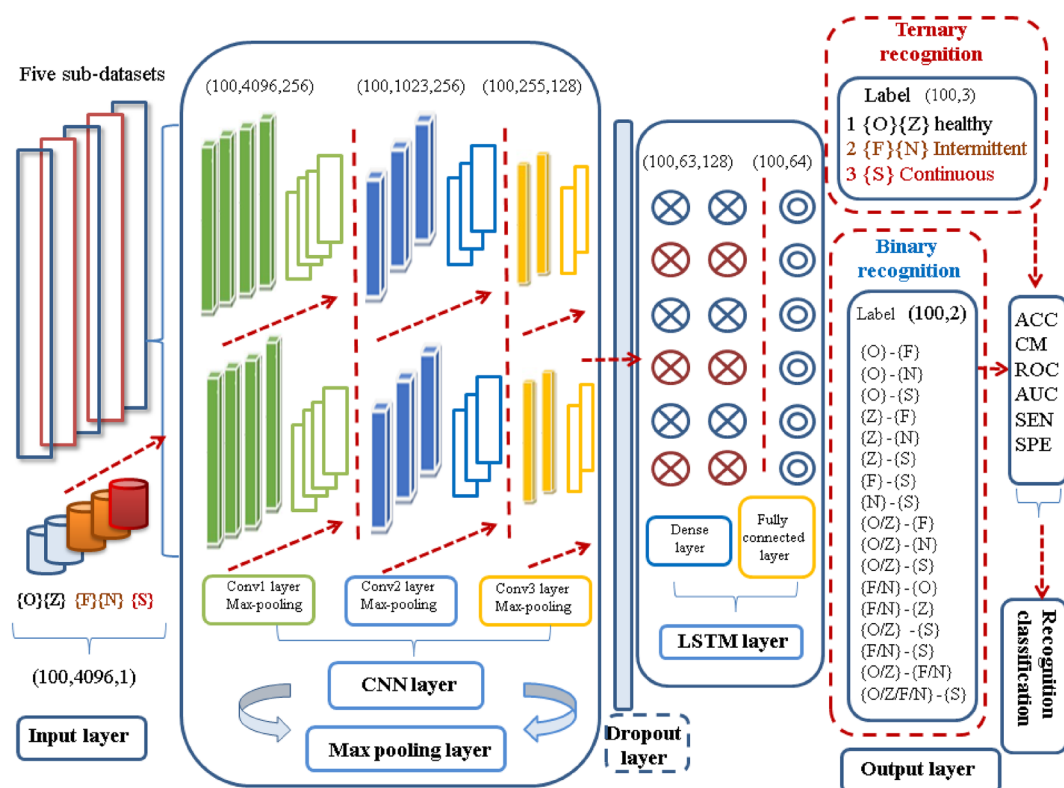 Five sub-datasets
{O}{Z} {F}{N} {S}
(100,4096,1)
Input layer
(100,4096,256)
(100,1023,256)
(100,255,128)
Conv1 layer
Max-pooling
Conv2 layer
Max-pooling
Conv3 layer
Max-pooling
CNN layer
Max pooling layer
Dropout
layer
(100,63,128)
(100,64)
Dense
layer
Fully
connected
layer
LSTM layer
Ternary
recognition
Label (100,3)
1 {O}{Z} healthy
2 {F}{N} Intermittent
3 {S} Continuous
Binary
recognition
Label (100,2)
{O}-{F}
{O}-{N}
{O}-{S}
{Z}-{F}
{Z}-{N}
{Z}-{S}
{F}-{S}
{N}-{S}
{O/Z}-{F}
{O/Z}-{N}
{O/Z}-{S}
{F/N}-{O}
{F/N}-{Z}
{O/Z} -{S}
{F/N}-{S}
{O/Z}-{F/N}
{O/Z/F/N}-{S}
Output layer
ACC
CM
ROC
AUC
SEN
SPE
Recognition
classification